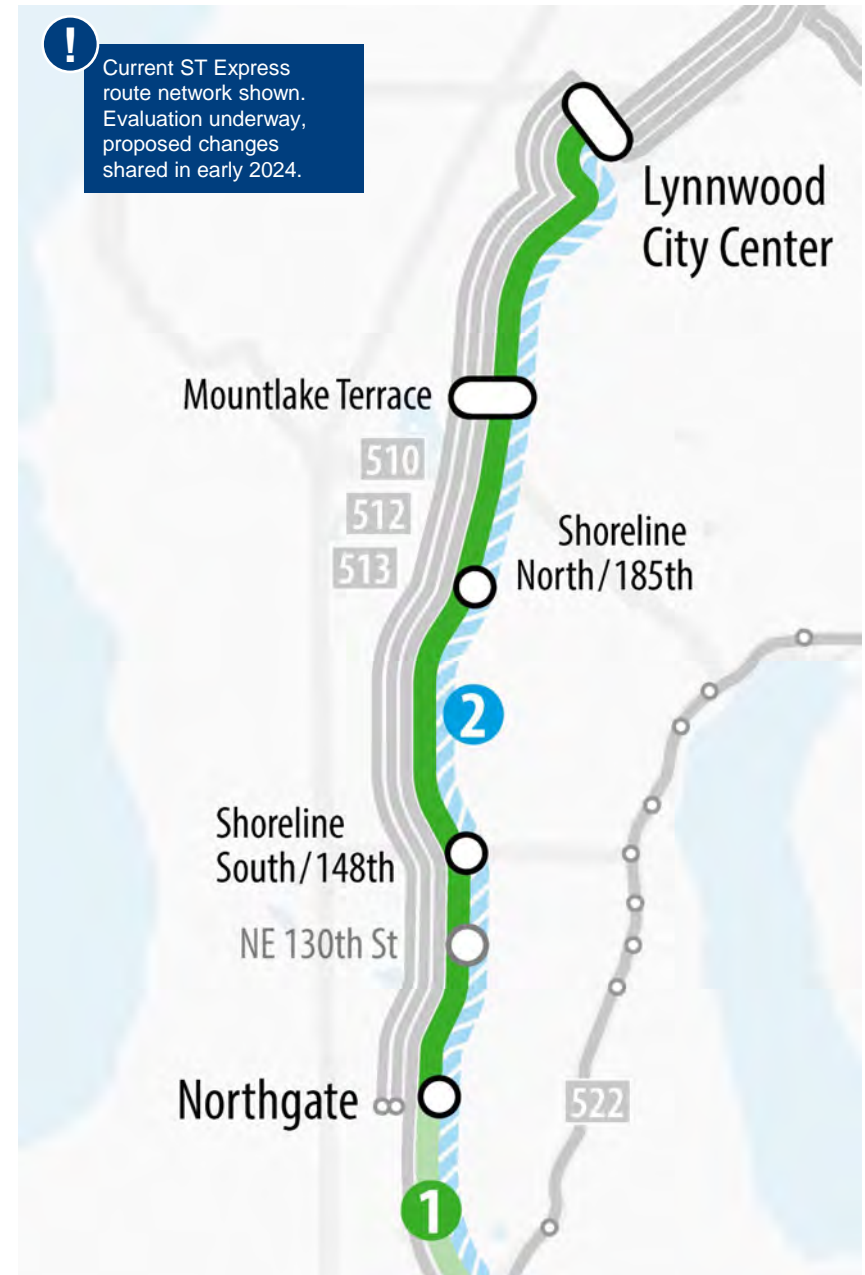 !
Current ST Express
route network shown.
Evaluation underway,
proposed changes
shared in early 2024.
Lynnwood
City Center
Mountlake Terrace
510
512
513
Shoreline
North/185th
2
Shoreline
South/148th
NE 130th St
Northgate
522
1